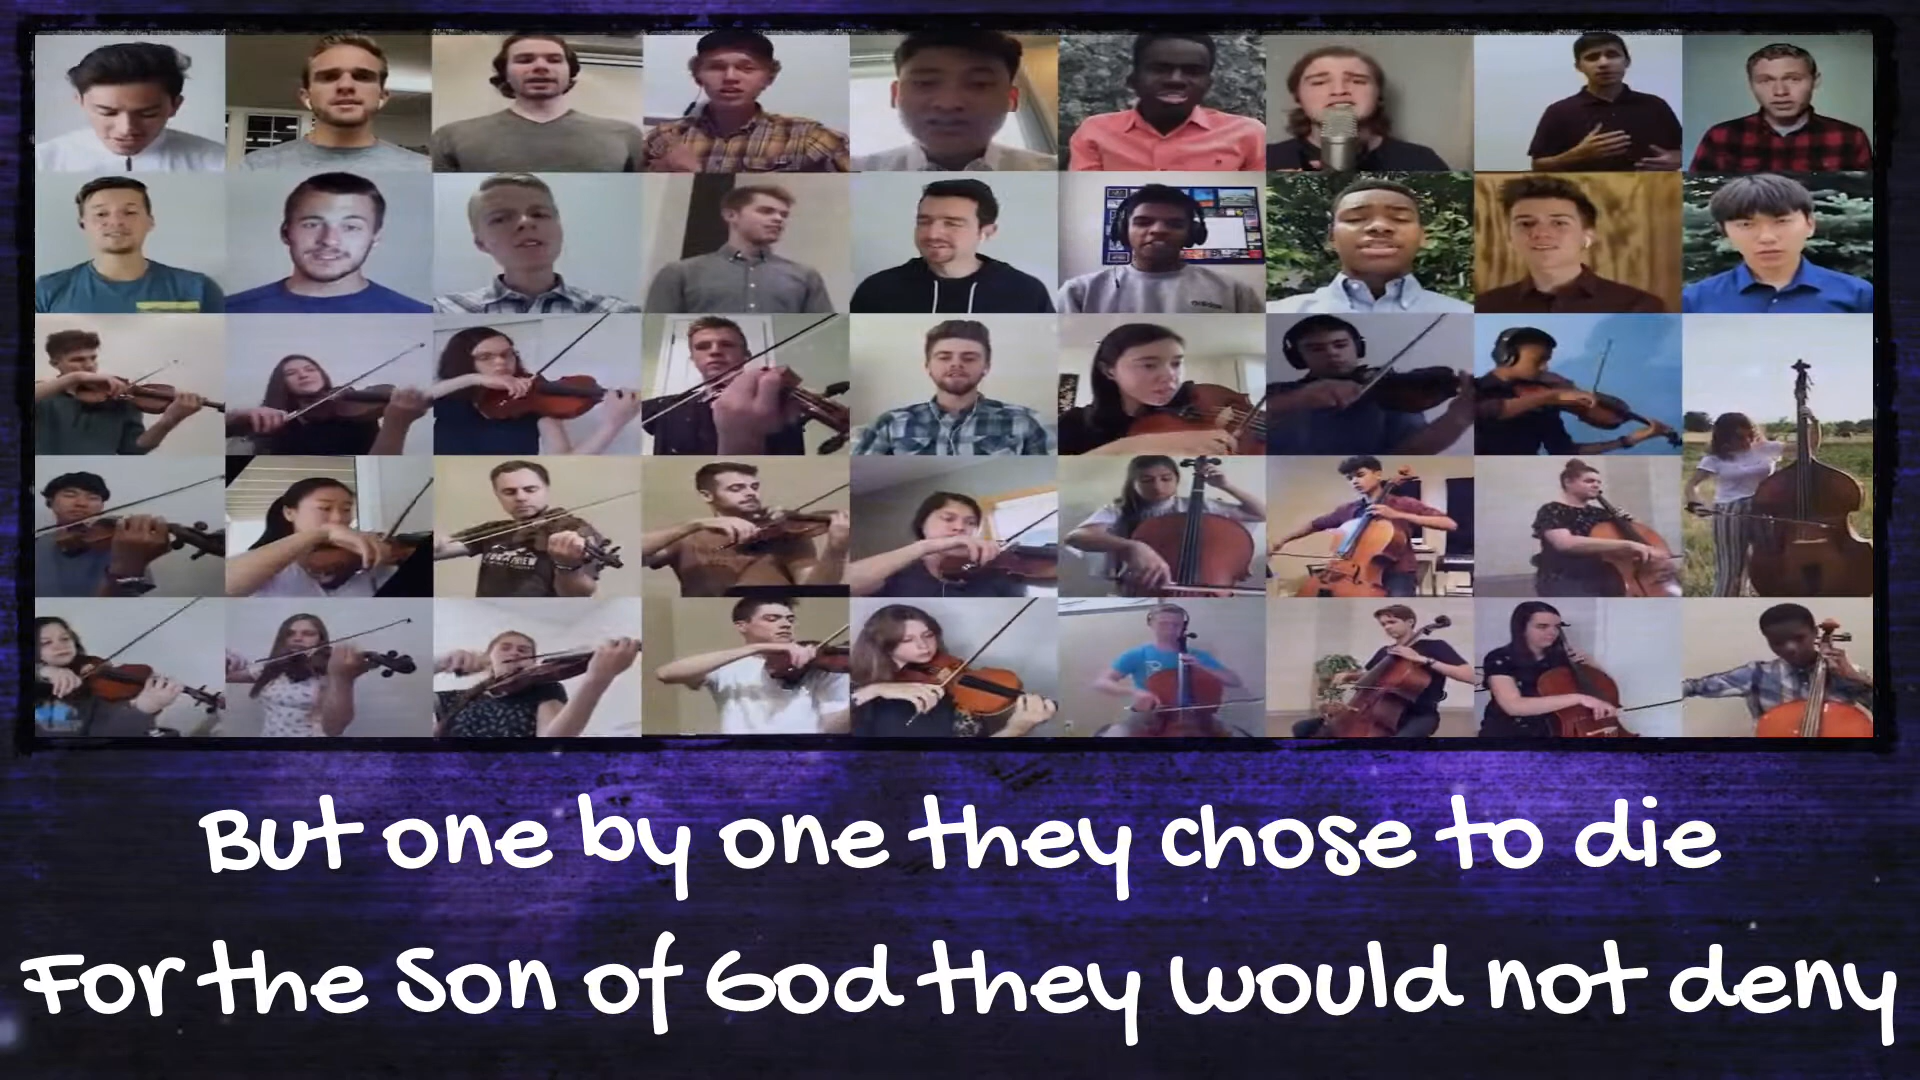 But one by one they chose to die
For the Son of God they would not deny